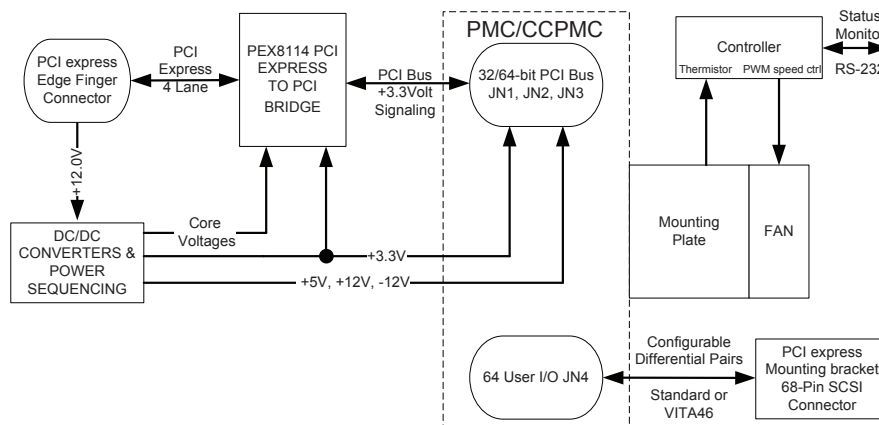 PMC/CCPMC
PCI express
Edge Finger
Connector
PCI
Express
4 Lane
PEX8114 PCI
EXPRESS
TO PCI
BRIDGE
PCI Bus
+3.3Volt
Signaling
32/64-bit PCI Bus
JN1, JN2, JN3
Controller
Thermistor
PWM speed ctrl
Status
Monitor
RS-232
+12.0V
DC/DC
CONVERTERS &
POWER
SEQUENCING
Core
Voltages
+3.3V
+5V, +12V, -12V
Mounting
Plate
FAN
64 User I/O JN4
Configurable
Differential Pairs
Standard or
VITA46
PCI express
Mounting bracket
68-Pin SCSI
Connector